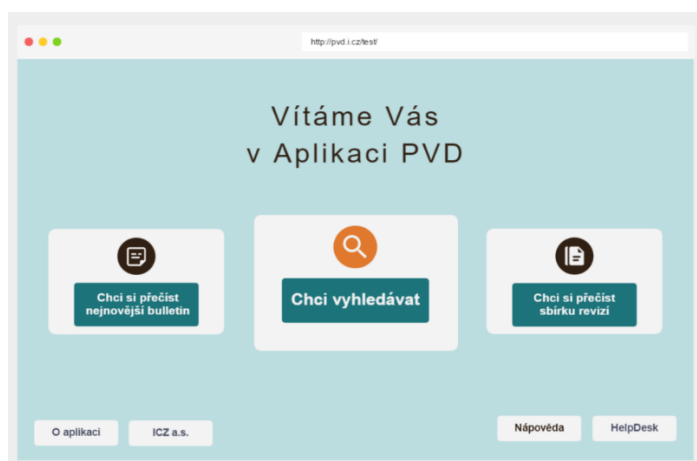 http://pvd.i.cz/test/
Vítáme Vás
v Aplikaci PVD
Chci si přečíst
nejnovější bulletin
Chci vyhledávat
Chci si přečíst
sbírku revizí
O aplikaci
ICZ a.s.
Nápověda
HelpDesk